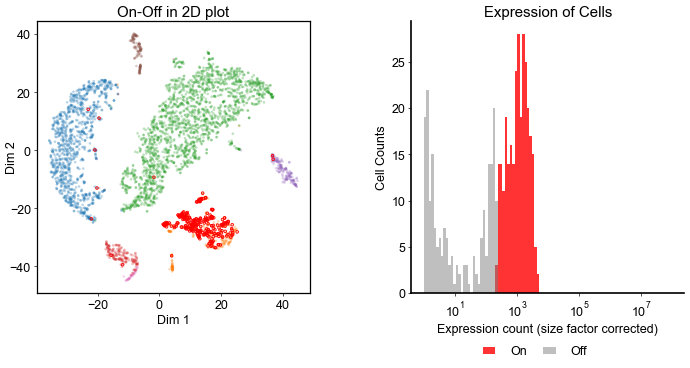 On-Off in 2D plot
40
20
0
−20
−40
Dim 2
−20
0
20
40
Dim 1
Expression of Cells
25
20
15
10
5
0
Cell Counts
10^1
10^3
10^5
10^7
Expression count (size factor corrected)
On
Off